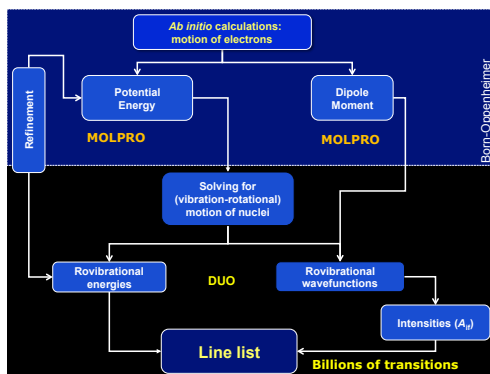 Ab initio calculations:
motion of electrons
Refinement
Potential
Energy
Dipole
Moment
MOLPRO
MOLPRO
Born-Oppenheimer
Solving for
(vibration-rotational)
motion of nuclei
Rovibrational
energies
DUO
Rovibrational
wavefunctions
Intensities (Aif)
Line list
Billions of transitions